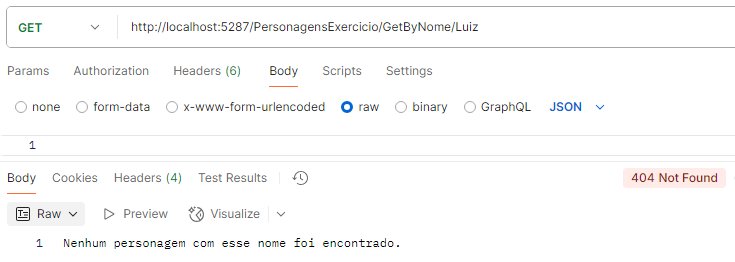 GET http://localhost:5287/PersonagensExercicio/GetByNome/Luiz
Params Authorization Headers (6) Body Scripts Settings
none form-data x-www-form-urlencoded raw binary GraphQL JSON
1
Body Cookies Headers (4) Test Results 404 Not Found
Raw Preview Visualize
1 Nenhum personagem com esse nome foi encontrado.